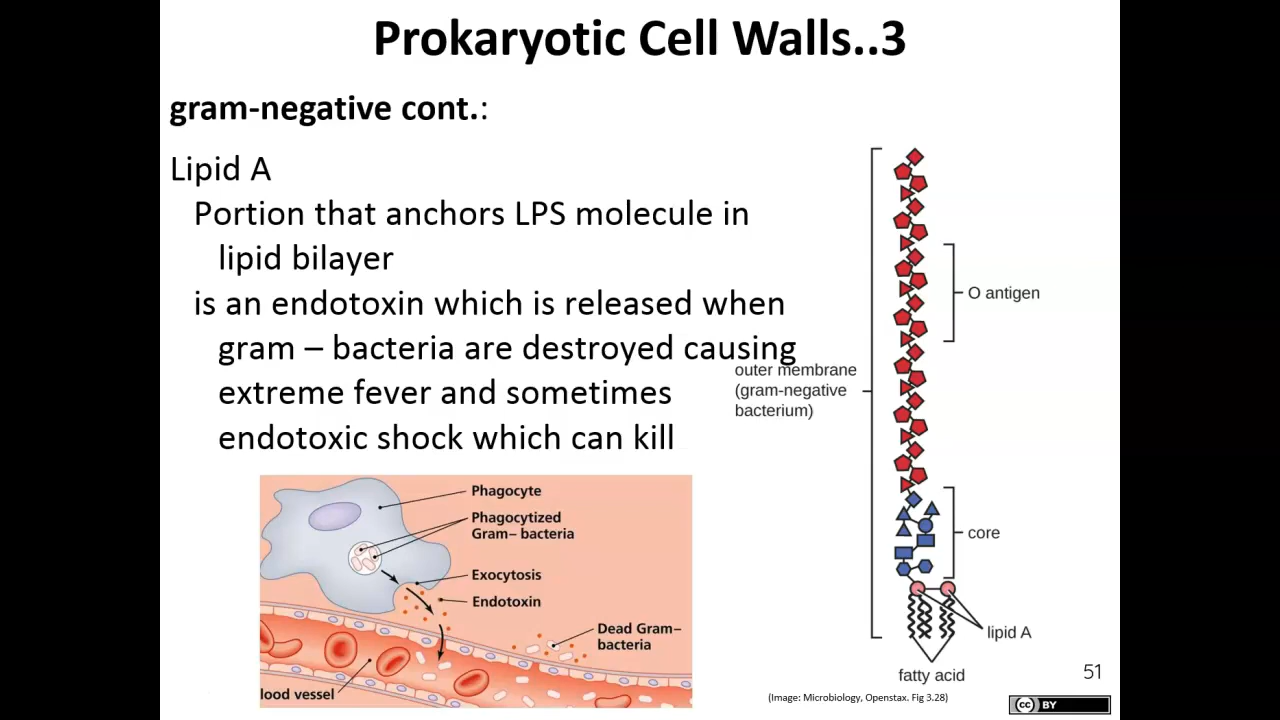 Prokaryotic Cell Walls..3
gram-negative cont.:
Lipid A
Portion that anchors LPS molecule in
lipid bilayer
is an endotoxin which is released when
gram – bacteria are destroyed causing
extreme fever and sometimes
endotoxic shock which can kill
Phagocyte
Phagocytized
Gram– bacteria
Exocytosis
Endotoxin
Dead Gram–
bacteria
lood vessel
outer membrane
(gram-negative
bacterium)
O antigen
core
lipid A
fatty acid
51
(Image: Microbiology, Openstax. Fig 3.28)
cc BY